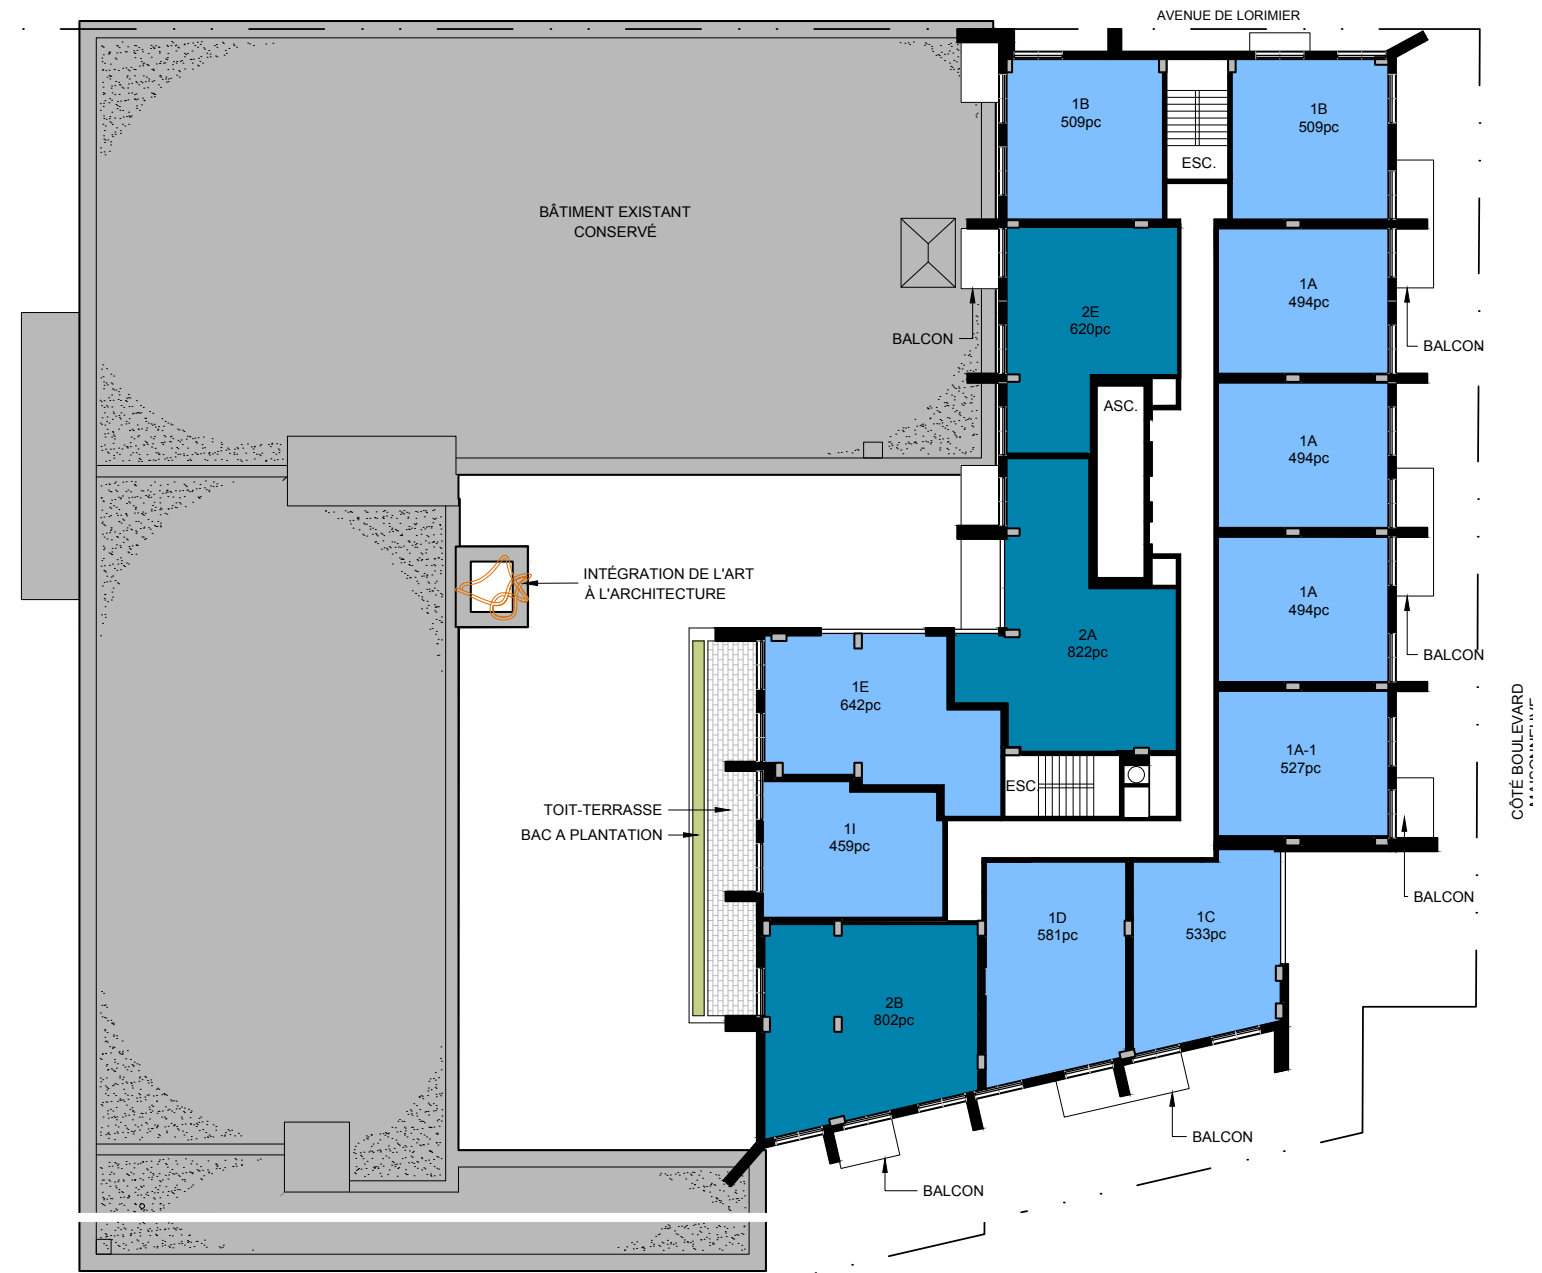 AVENUE DE LORIMIER
1B
509pc
1B
509pc
ESC.
BÂTIMENT EXISTANT
CONSERVÉ
1A
494pc
2E
620pc
BALCON
BALCON
ASC.
1A
494pc
INTÉGRATION DE L'ART
À L'ARCHITECTURE
1A
494pc
2A
822pc
BALCON
1E
642pc
CÔTÉ BOULEVARD
MAISONNEUVE
1A-1
527pc
ESC.
TOIT-TERRASSE
BAC A PLANTATION
1I
459pc
BALCON
1D
581pc
1C
533pc
2B
802pc
BALCON
BALCON